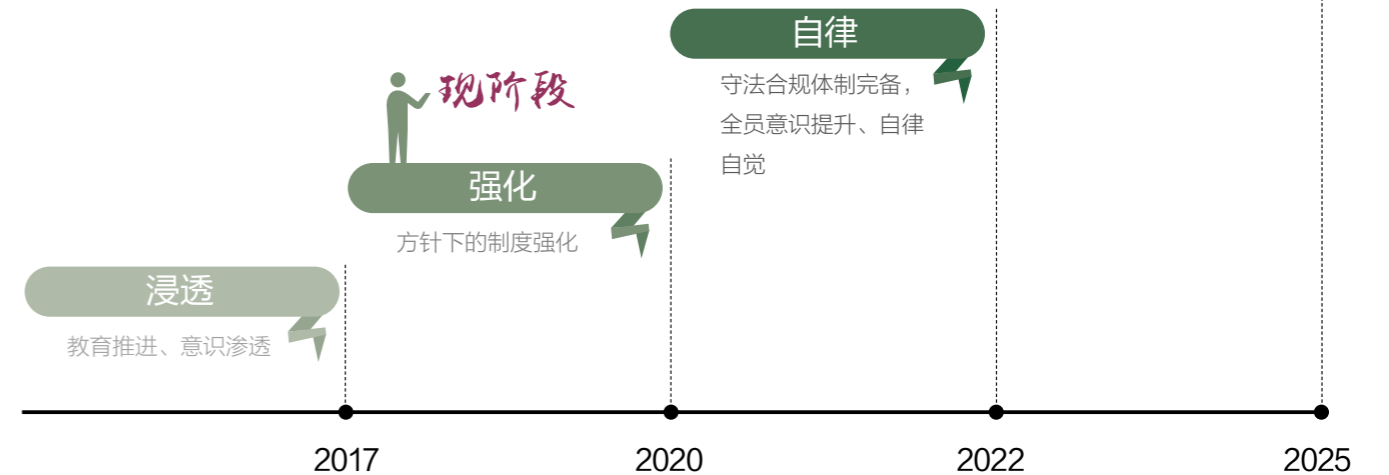 自律
守法合规体制完备，
全员意识提升、自律
自觉
现阶段
强化
方针下的制度强化
浸透
教育推进、意识渗透
2017
2020
2022
2025